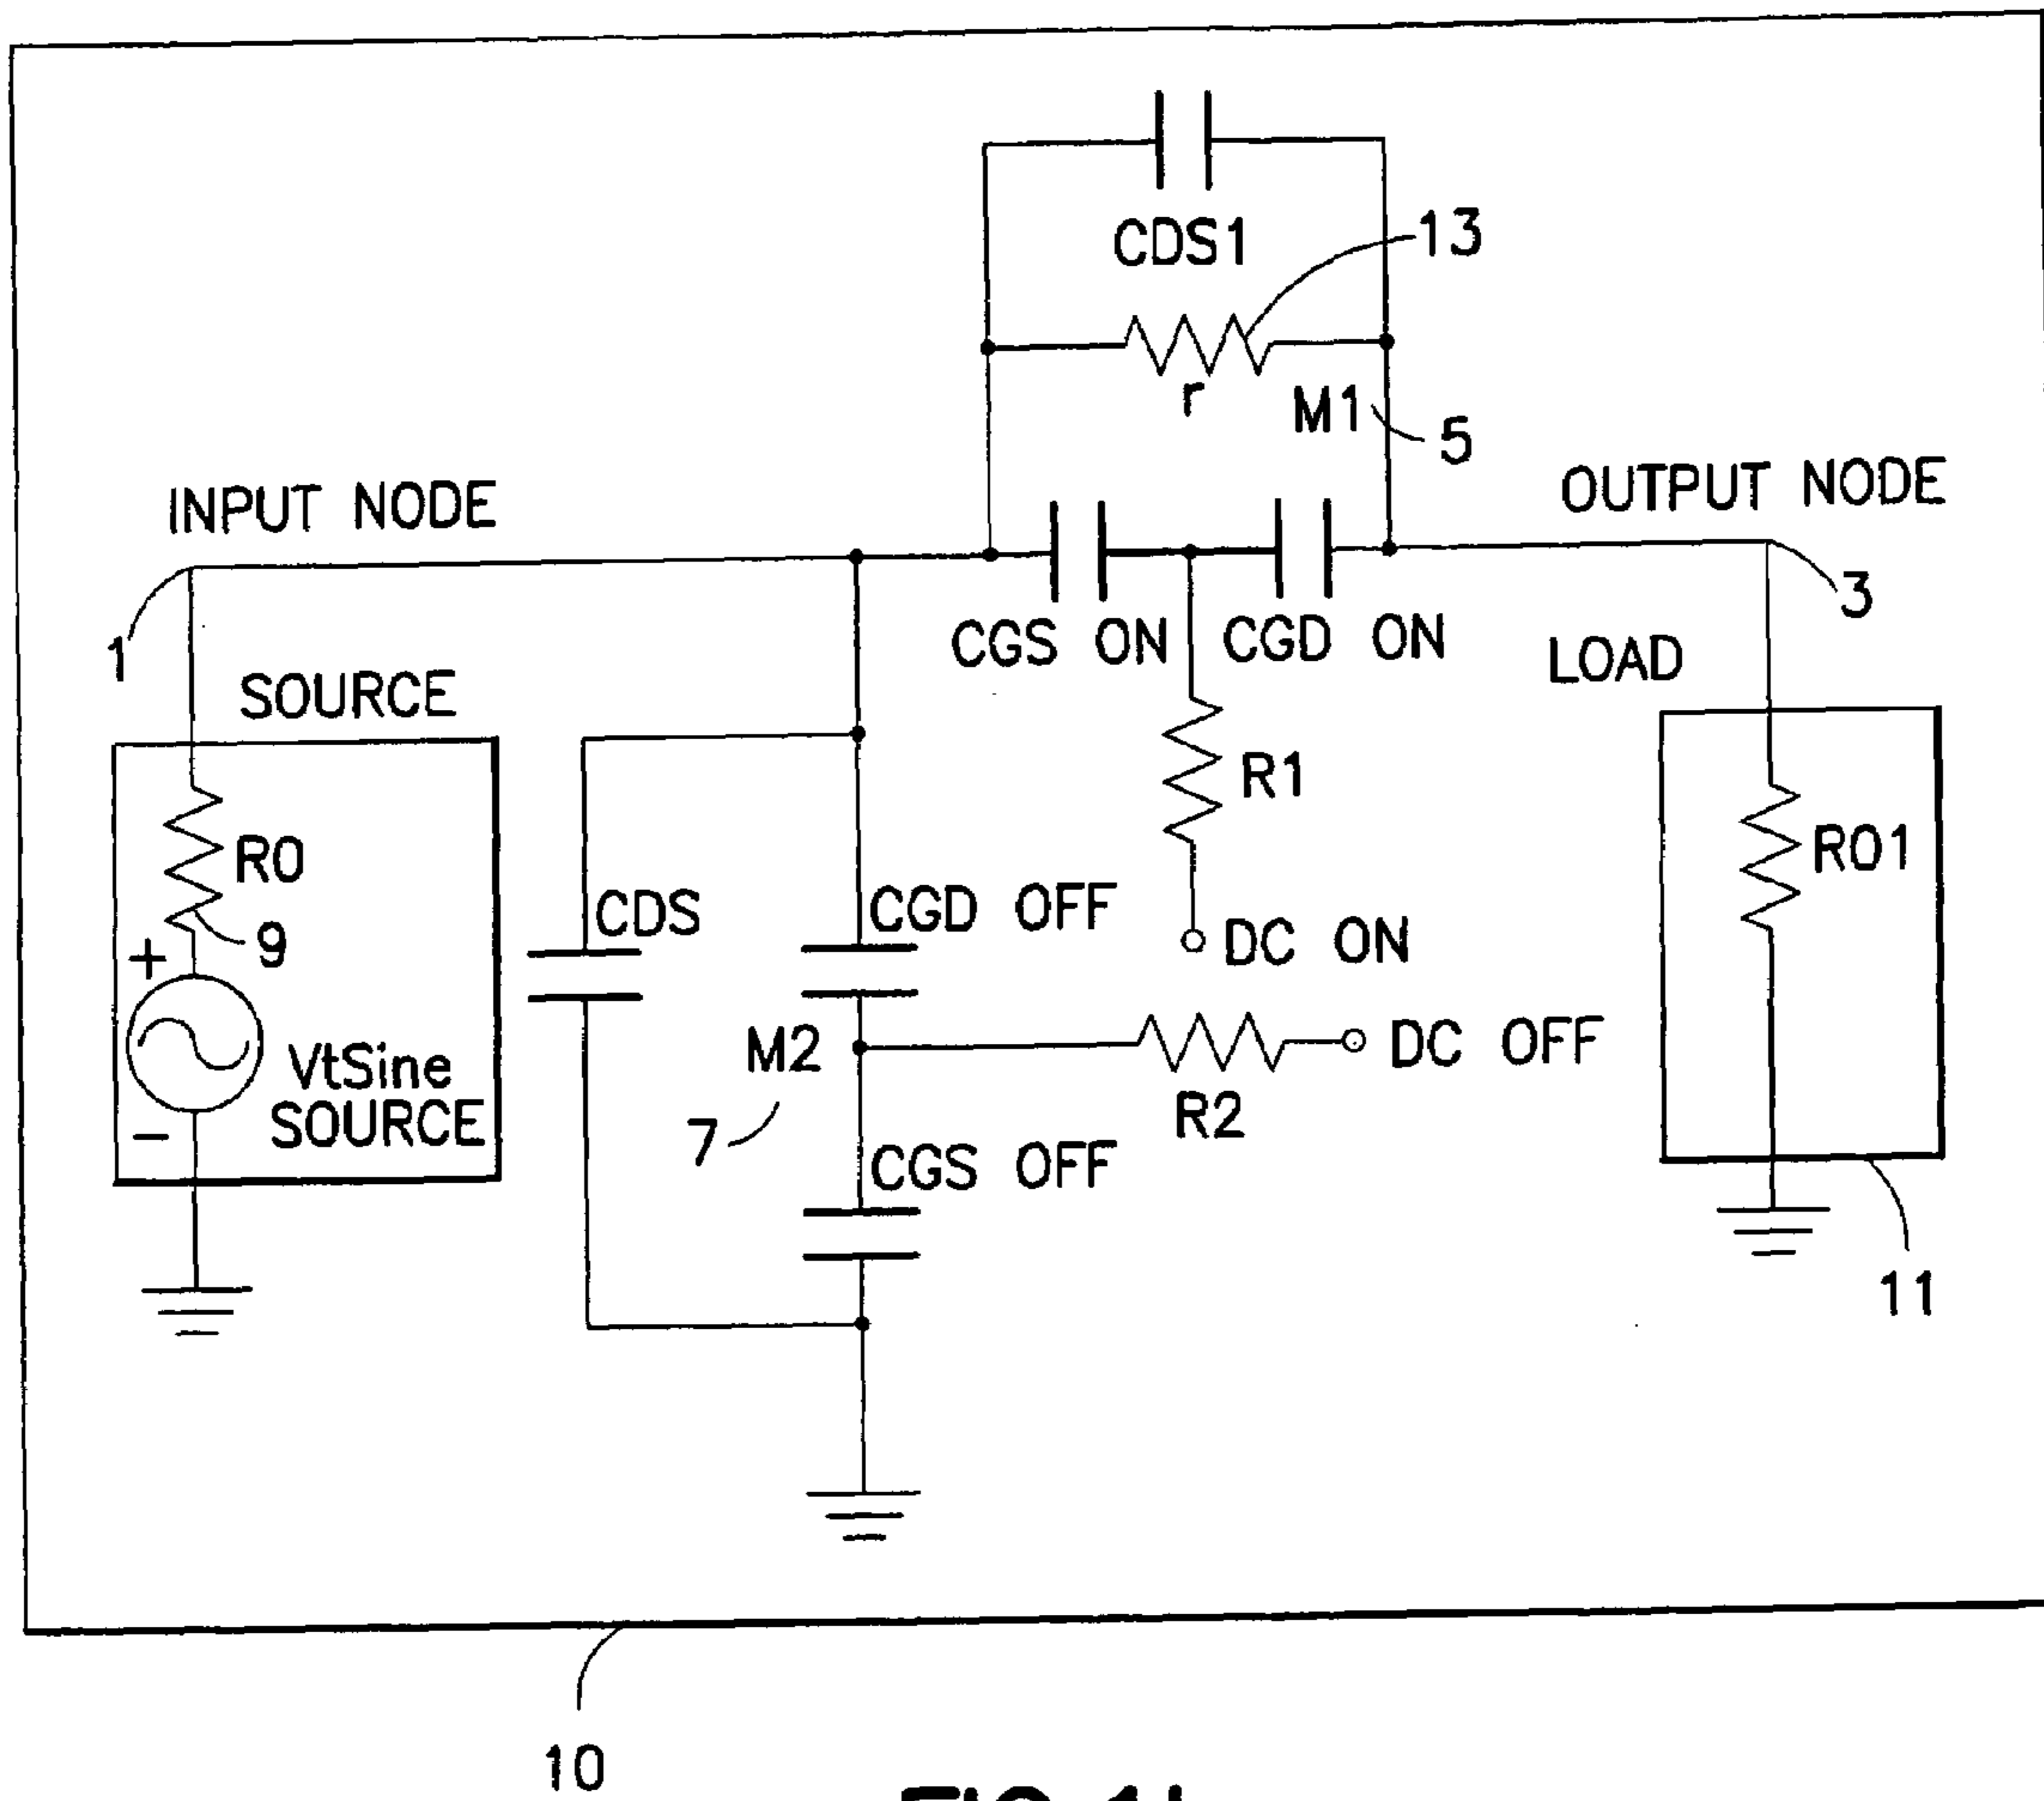 CDS1
13
r
M1
5
INPUT NODE
OUTPUT NODE
1
3
CGS ON
CGD ON
SOURCE
LOAD
R1
R0
RO1
9
CDS
CGD OFF
DC ON
+
VtSine
SOURCE
−
M2
DC OFF
R2
7
CGS OFF
11
10